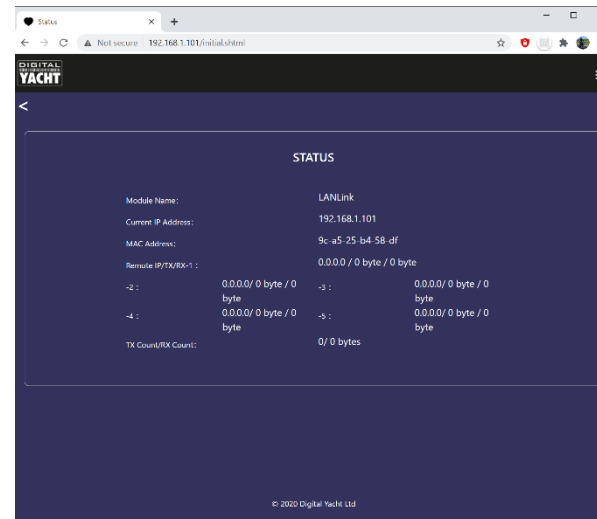 Status
Not secure 192.168.1.101/initial.shtml
DIGITAL
YACHT
<
STATUS
Module Name: LANLink
Current IP Address: 192.168.1.101
MAC Address: 9c-a5-25-b4-58-df
Remote IP/TX/RX-1 : 0.0.0.0 / 0 byte / 0 byte
-2 : 0.0.0.0/ 0 byte / 0 byte -3 : 0.0.0.0/ 0 byte / 0 byte
-4 : 0.0.0.0/ 0 byte / 0 byte -5 : 0.0.0.0/ 0 byte / 0 byte
TX Count/RX Count: 0/ 0 bytes
© 2020 Digital Yacht Ltd